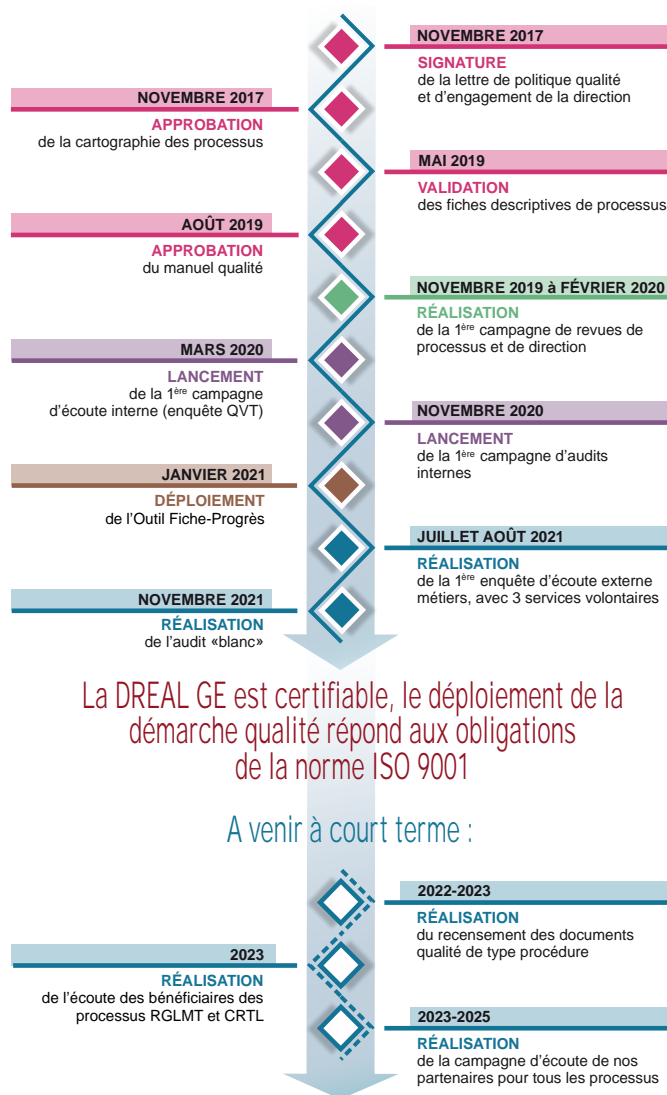 NOVEMBRE 2017
SIGNATURE
de la lettre de politique qualité
et d'engagement de la direction
NOVEMBRE 2017
APPROBATION
de la cartographie des processus
MAI 2019
VALIDATION
des fiches descriptives de processus
AOÛT 2019
APPROBATION
du manuel qualité
NOVEMBRE 2019 à FÉVRIER 2020
RÉALISATION
de la 1ère campagne de revues de
processus et de direction
MARS 2020
LANCEMENT
de la 1ère campagne
d'écoute interne (enquête QVT)
NOVEMBRE 2020
LANCEMENT
de la 1ère campagne d'audits
internes
JANVIER 2021
DÉPLOIEMENT
de l'Outil Fiche-Progrès
JUILLET AOÛT 2021
RÉALISATION
de la 1ère enquête d'écoute externe
métiers, avec 3 services volontaires
NOVEMBRE 2021
RÉALISATION
de l'audit «blanc»
La DREAL GE est certifiable, le déploiement de la
démarche qualité répond aux obligations
de la norme ISO 9001
A venir à court terme :
2022-2023
RÉALISATION
du recensement des documents
qualité de type procédure
2023
RÉALISATION
de l'écoute des bénéficiaires des
processus RGLMT et CRTL
2023-2025
RÉALISATION
de la campagne d'écoute de nos
partenaires pour tous les processus